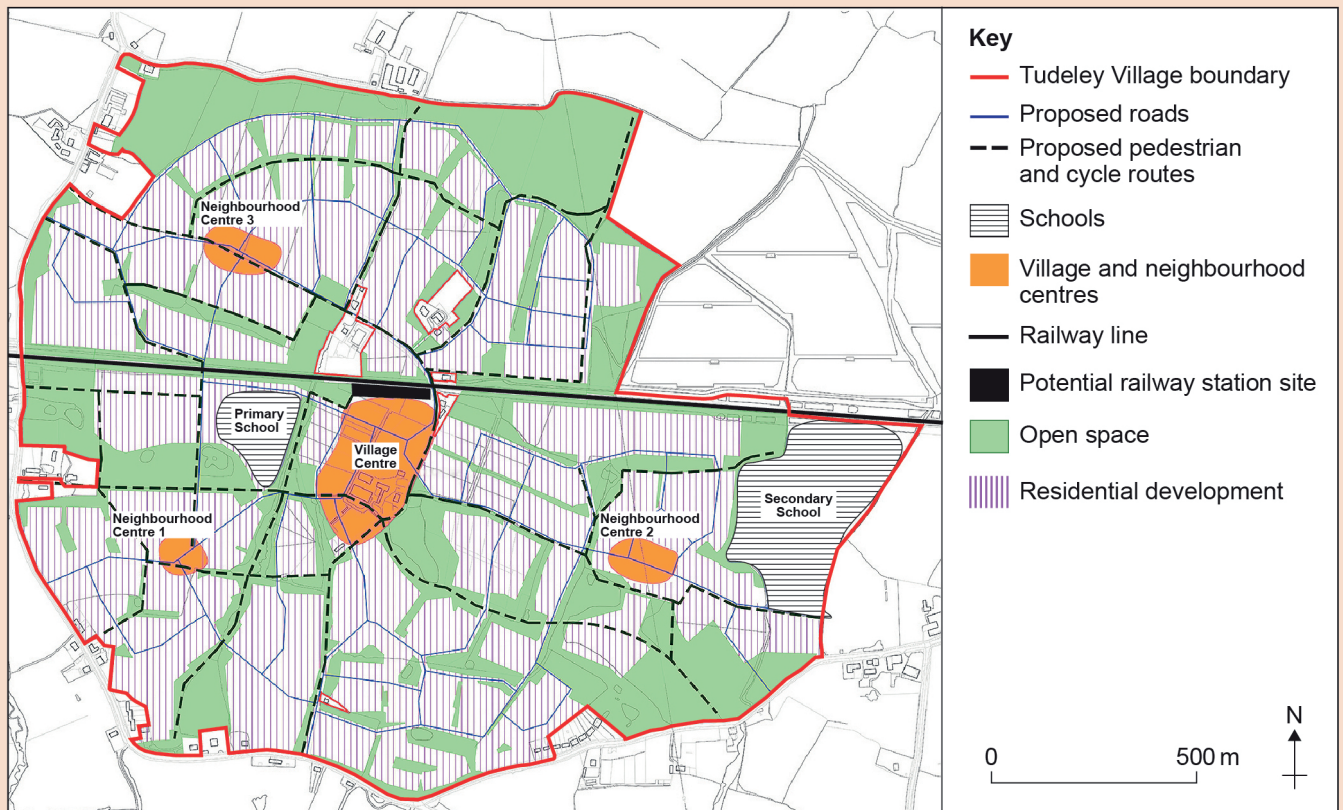 Neighbourhood
Centre 3
Primary
School
Village
Centre
Secondary
School
Neighbourhood
Centre 1
Neighbourhood
Centre 2
Key
Tudeley Village boundary
Proposed roads
Proposed pedestrian
and cycle routes
Schools
Village and neighbourhood
centres
Railway line
Potential railway station site
Open space
Residential development
N
0 500 m